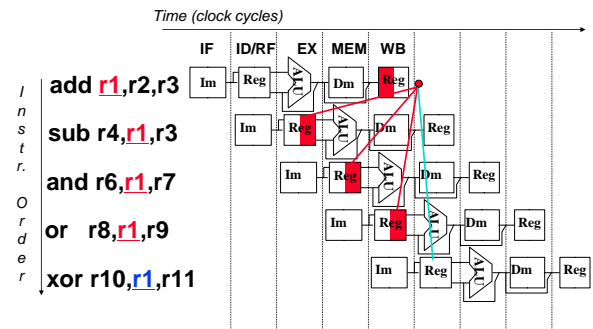 Time (clock cycles)
IF ID/RF EX MEM WB
Instr. Order
add r1,r2,r3 Im Reg ALU Dm Reg
sub r4,r1,r3 Im Reg ALU Dm Reg
and r6,r1,r7 Im Reg ALU Dm Reg
or r8,r1,r9 Im Reg ALU Dm Reg
xor r10,r1,r11 Im Reg ALU Dm Reg